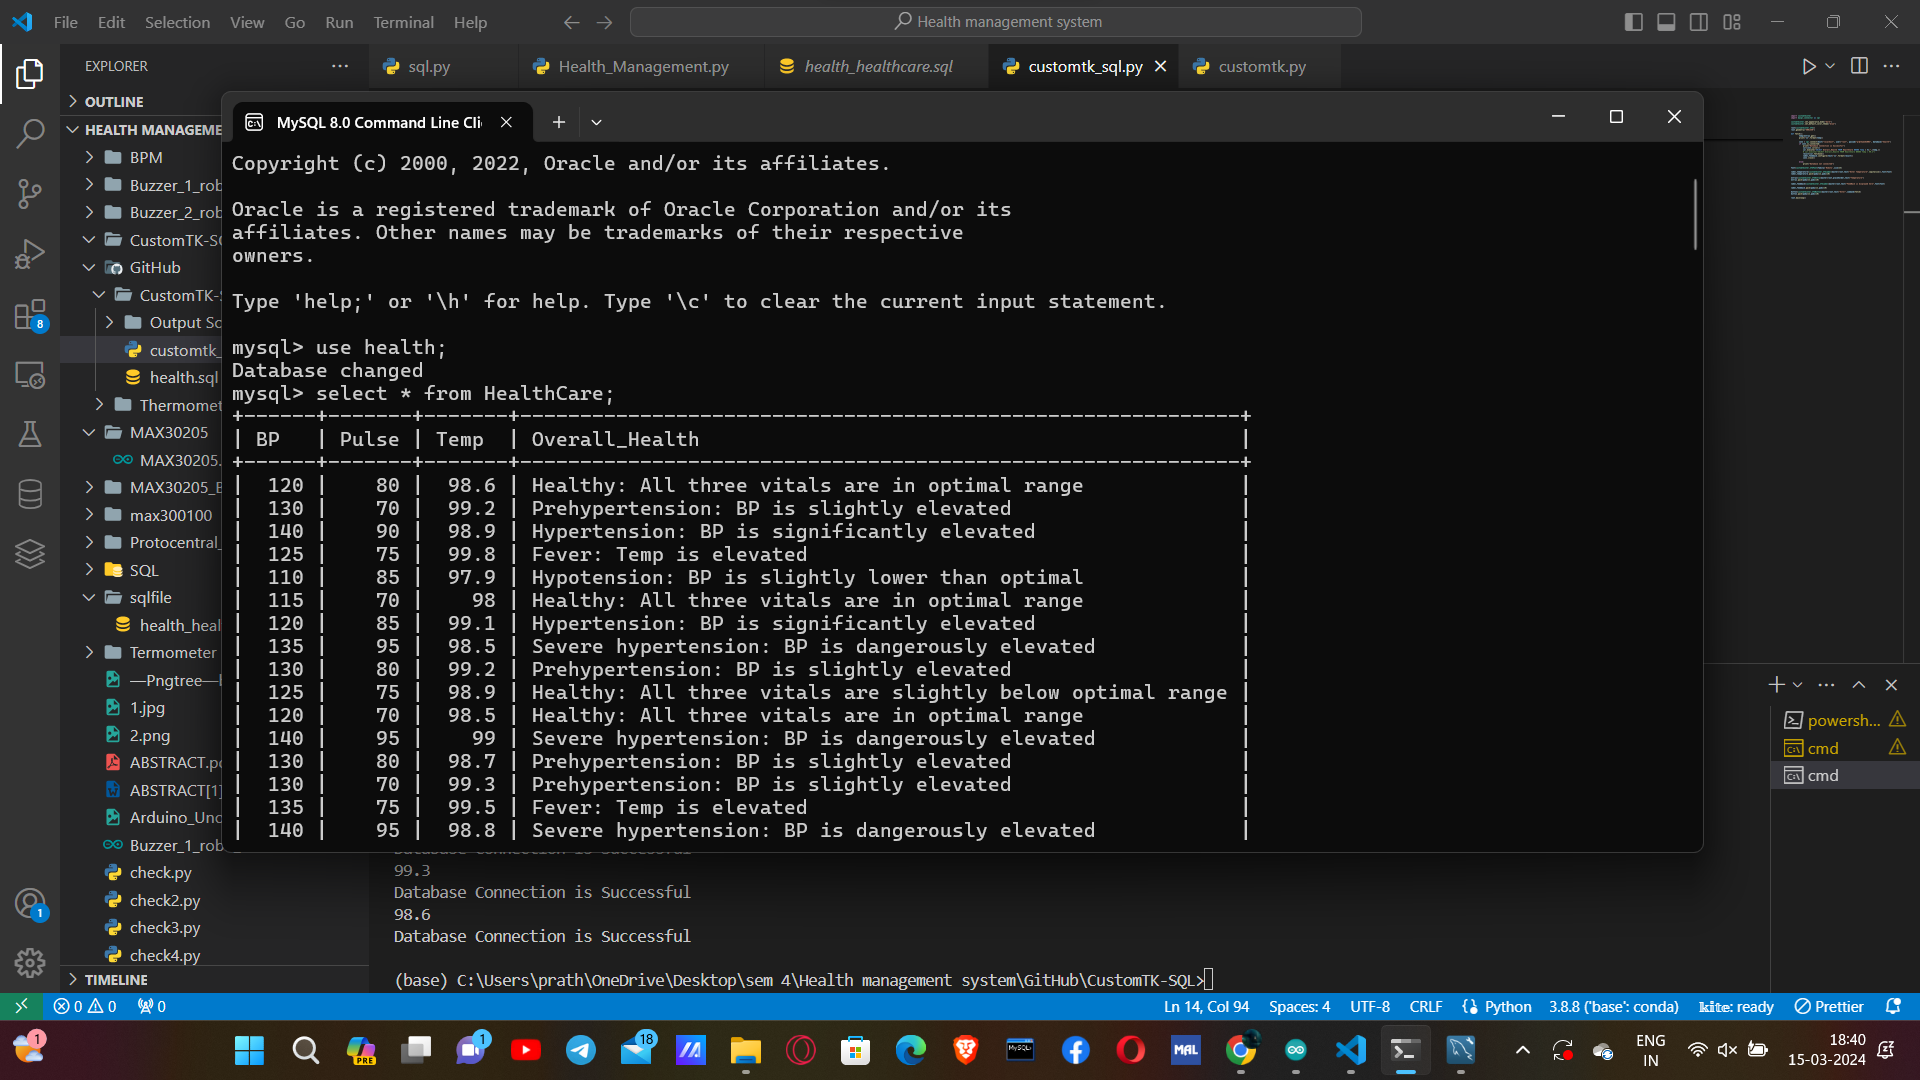 File Edit Selection View Go Run Terminal Help
Health management system
EXPLORER
sql.py
Health_Management.py
health_healthcare.sql
customtk_sql.py
customtk.py
OUTLINE
HEALTH MANAGEME
BPM
Buzzer_1_rob
Buzzer_2_rob
CustomTK-SQ
GitHub
CustomTK-
Output Sc
customtk_
health.sql
Thermomet
MAX30205
MAX30205.
MAX30205_E
max300100
Protocentral_
SQL
sqlfile
health_heal
Termometer
—Pngtree—
1.jpg
2.png
ABSTRACT.p
ABSTRACT[1]
Arduino_Uno
Buzzer_1_rob
check.py
check2.py
check3.py
check4.py
TIMELINE
8
1
MySQL 8.0 Command Line Cli
Copyright (c) 2000, 2022, Oracle and/or its affiliates.
Oracle is a registered trademark of Oracle Corporation and/or its
affiliates. Other names may be trademarks of their respective
owners.
Type 'help;' or '\h' for help. Type '\c' to clear the current input statement.
mysql> use health;
Database changed
mysql> select * from HealthCare;
| BP | Pulse | Temp | Overall_Health |
| 120 | 80 | 98.6 | Healthy: All three vitals are in optimal range |
| 130 | 70 | 99.2 | Prehypertension: BP is slightly elevated |
| 140 | 90 | 98.9 | Hypertension: BP is significantly elevated |
| 125 | 75 | 99.8 | Fever: Temp is elevated |
| 110 | 85 | 97.9 | Hypotension: BP is slightly lower than optimal |
| 115 | 70 | 98 | Healthy: All three vitals are in optimal range |
| 120 | 85 | 99.1 | Hypertension: BP is significantly elevated |
| 135 | 95 | 98.5 | Severe hypertension: BP is dangerously elevated |
| 130 | 80 | 99.2 | Prehypertension: BP is slightly elevated |
| 125 | 75 | 98.9 | Healthy: All three vitals are slightly below optimal range |
| 120 | 70 | 98.5 | Healthy: All three vitals are in optimal range |
| 140 | 95 | 99 | Severe hypertension: BP is dangerously elevated |
| 130 | 80 | 98.7 | Prehypertension: BP is slightly elevated |
| 130 | 70 | 99.3 | Prehypertension: BP is slightly elevated |
| 135 | 75 | 99.5 | Fever: Temp is elevated |
| 140 | 95 | 98.8 | Severe hypertension: BP is dangerously elevated |
99.3
Database Connection is Successful
98.6
Database Connection is Successful
(base) C:\Users\prath\OneDrive\Desktop\sem 4\Health management system\GitHub\CustomTK-SQL>
powersh...
cmd
cmd
0 0 0
Ln 14, Col 94 Spaces: 4 UTF-8 CRLF Python 3.8.8 ('base': conda) kite: ready Prettier
1
PRE
1
18
MySQL
MAL
ENG
IN
18:40
15-03-2024